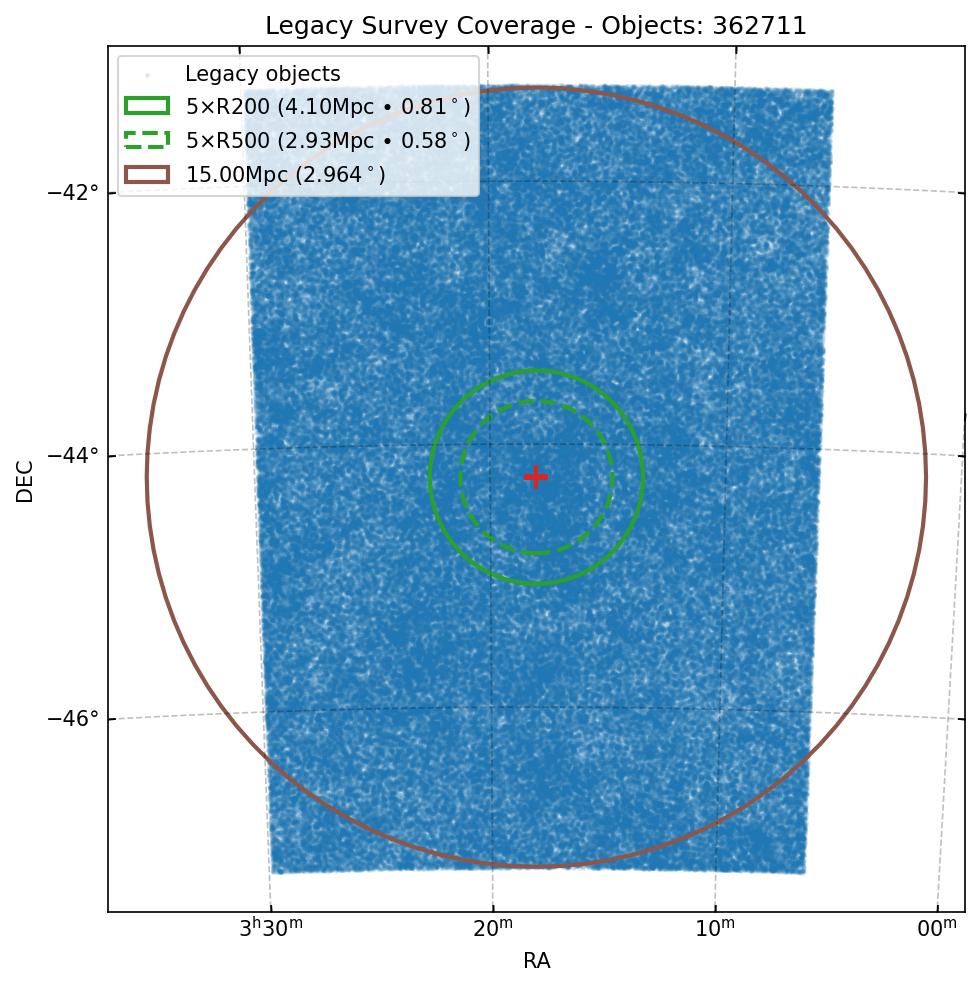 Legacy Survey Coverage - Objects: 362711
Legacy objects
5×R200 (4.10Mpc • 0.81°)
5×R500 (2.93Mpc • 0.58°)
15.00Mpc (2.964°)
−42°
−44°
−46°
DEC
3ʰ30ᵐ 20ᵐ 10ᵐ 00ᵐ
RA